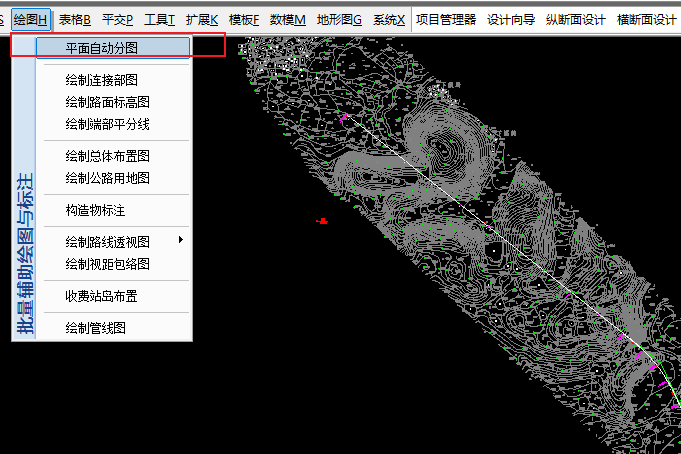 S 绘图H 表格B 平交P 工具T 扩展K 模板F 数模M 地形图G 系统X 项目管理器 设计向导 纵断面设计 横断面设计
平面自动分图
绘制连接部图
绘制路面标高图
绘制端部平分线
绘制总体布置图
绘制公路用地图
构造物标注
绘制路线透视图
绘制视距包络图
收费站岛布置
绘制管线图
批量辅助绘图与标注